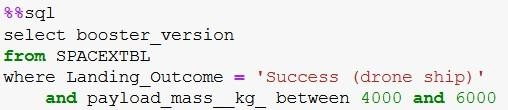 %%sql
select booster_version
from SPACEXTBL
where Landing_Outcome = 'Success (drone ship)'
and payload_mass__kg_ between 4000 and 6000